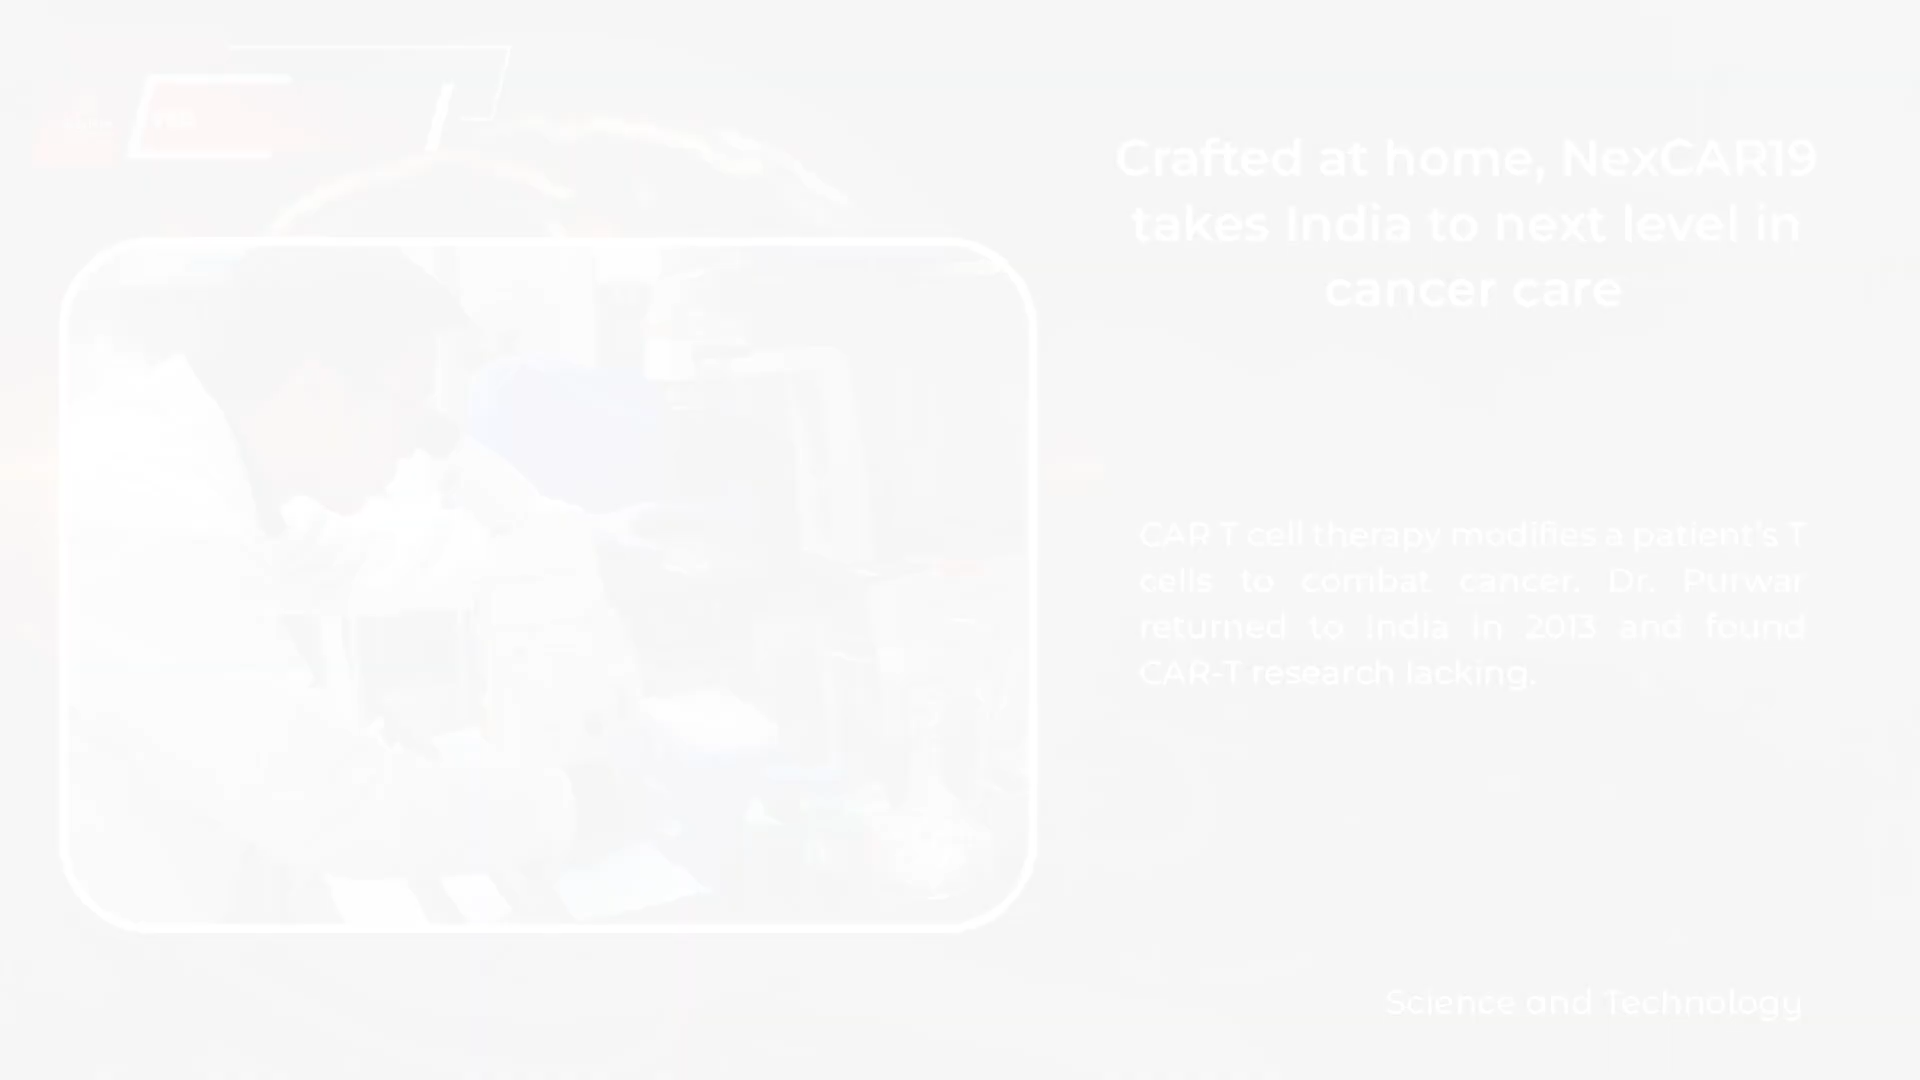 Crafted at home, NexCAR19
takes India to next level in
cancer care
CAR T cell therapy modifies a patient's T
cells to combat cancer. Dr. Purwar
returned to India in 2013 and found
CAR-T research lacking.
Science and Technology